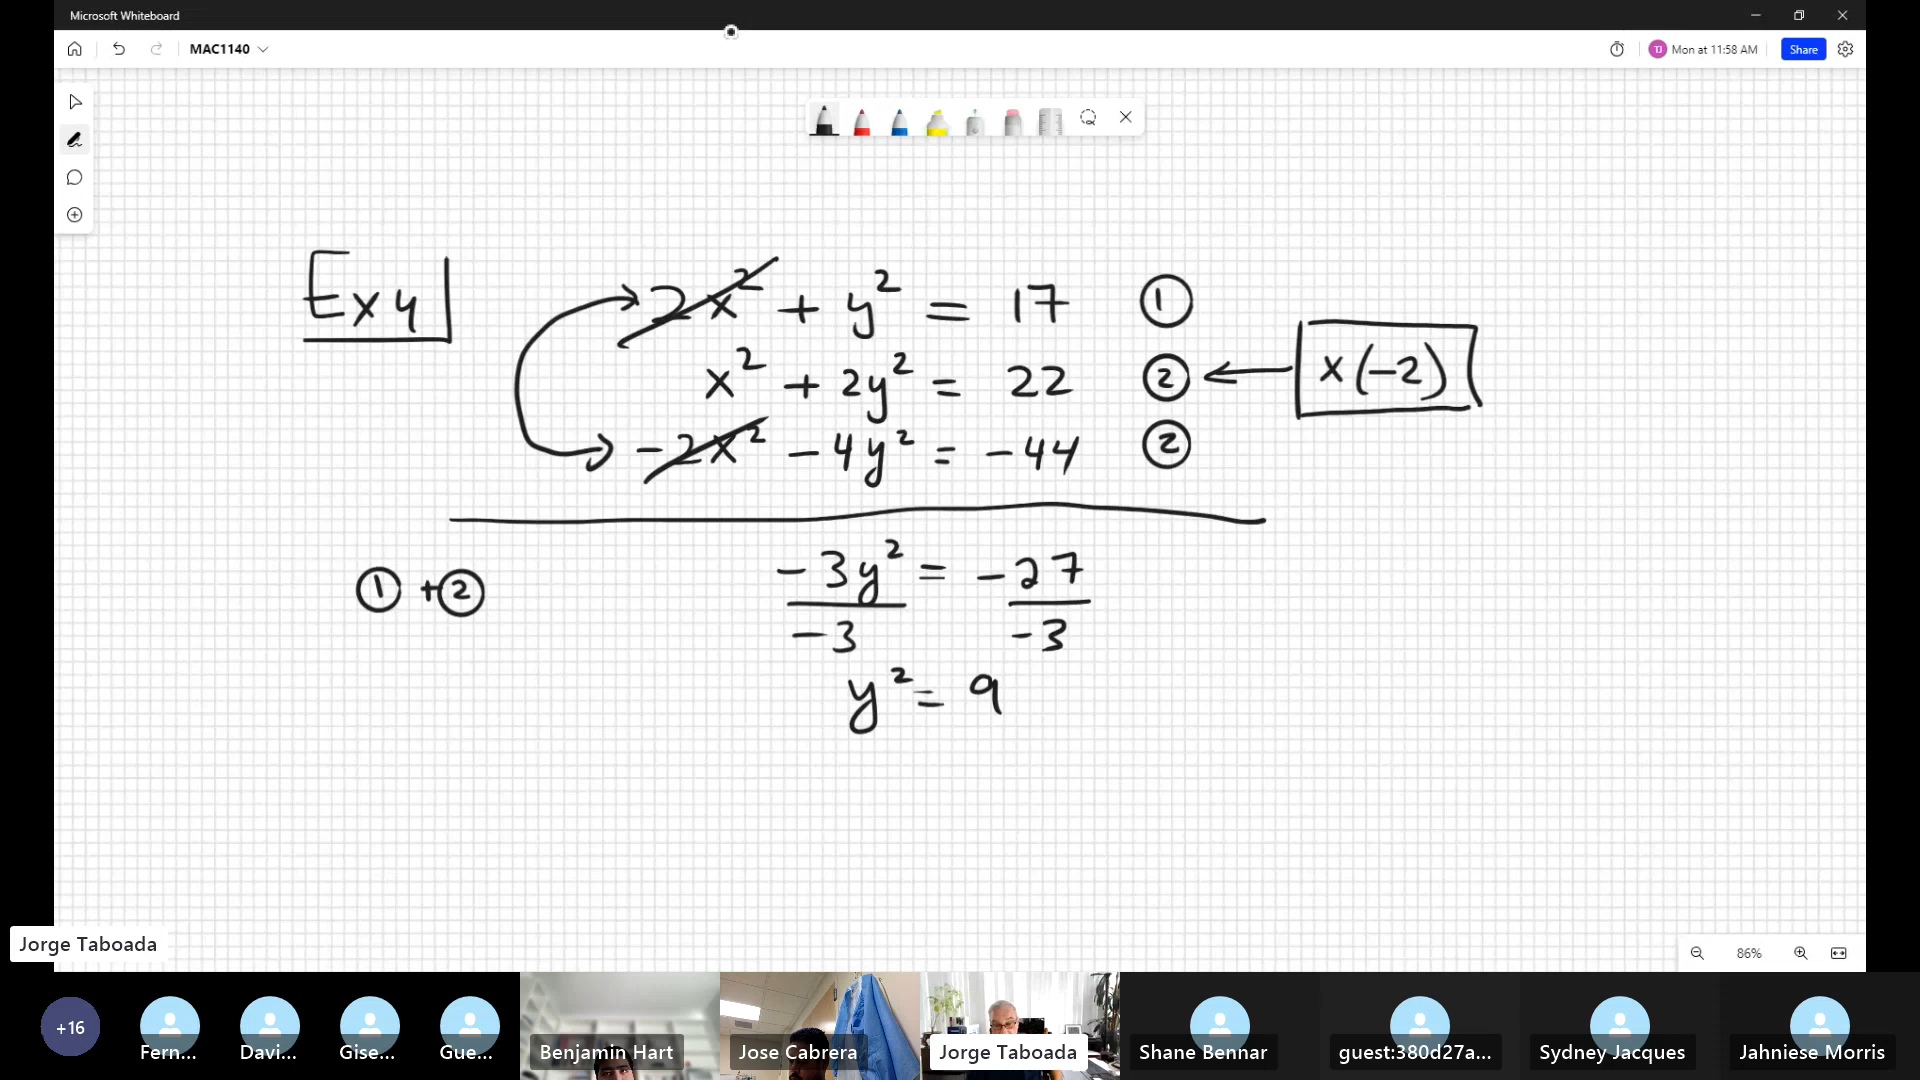 Microsoft Whiteboard
MAC1140
TJ Mon at 11:58 AM Share
Ex 4
2x² + y² = 17 ①
x² + 2y² = 22 ② x(-2)
-2x² - 4y² = -44 ②
① + ②
-3y² = -27
-3 -3
y² = 9
Jorge Taboada
86%
+16
Fern...
Davi...
Gise...
Gue...
Benjamin Hart
Jose Cabrera
Jorge Taboada
Shane Bennar
guest:380d27a...
Sydney Jacques
Jahniese Morris